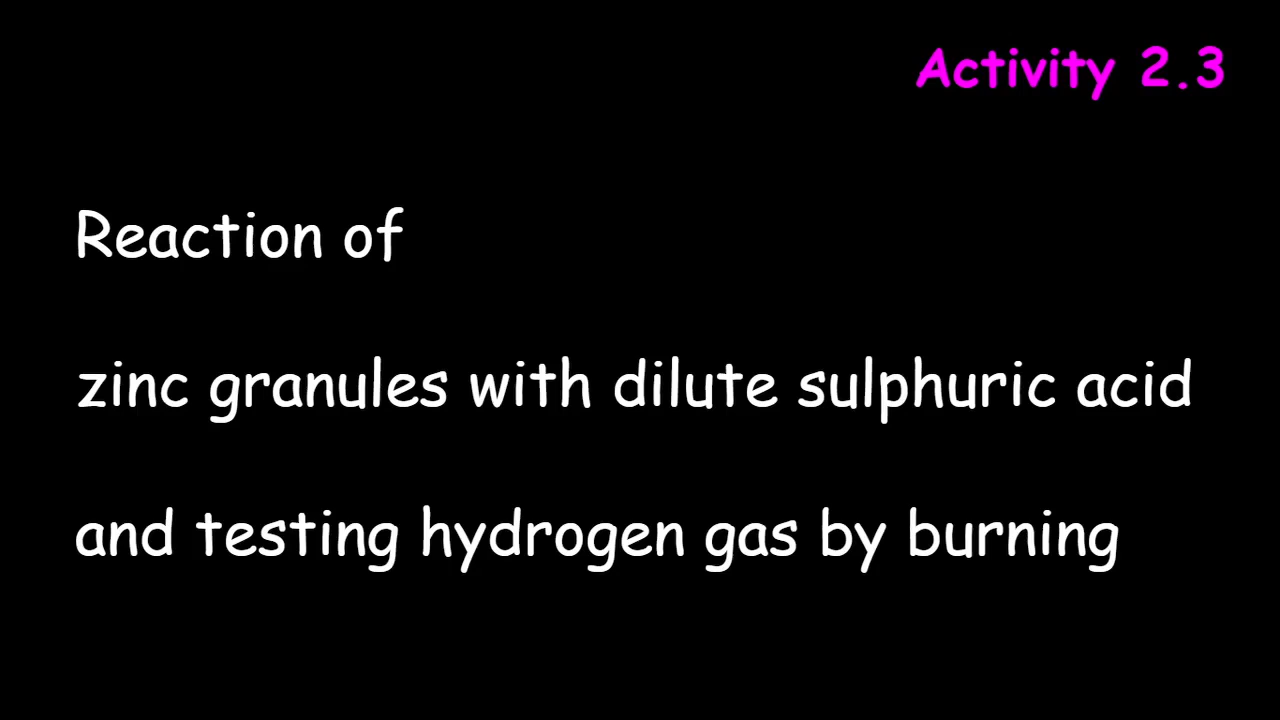 Activity 2.3
Reaction of
zinc granules with dilute sulphuric acid
and testing hydrogen gas by burning